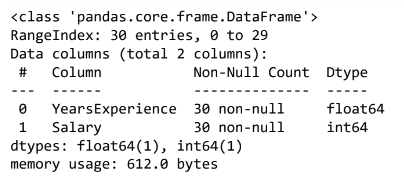 <class 'pandas.core.frame.DataFrame'>
RangeIndex: 30 entries, 0 to 29
Data columns (total 2 columns):
 #   Column           Non-Null Count  Dtype
---  ------           --------------  -----
 0   YearsExperience  30 non-null     float64
 1   Salary           30 non-null     int64
dtypes: float64(1), int64(1)
memory usage: 612.0 bytes